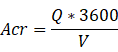 Acr = Q * 3600 / V